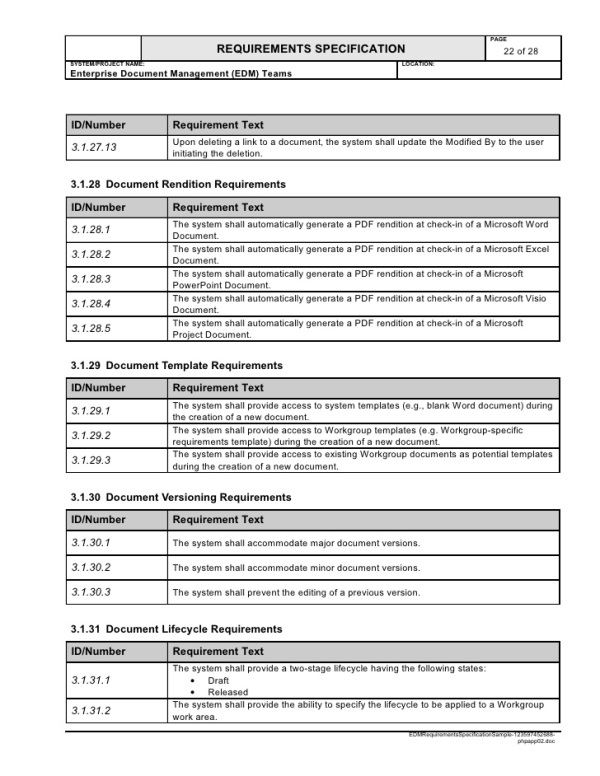 REQUIREMENTS SPECIFICATION
PAGE
22 of 28
SYSTEM/PROJECT NAME:
Enterprise Document Management (EDM) Teams
LOCATION:
ID/Number Requirement Text
3.1.27.13 Upon deleting a link to a document, the system shall update the Modified By to the user
initiating the deletion.
3.1.28 Document Rendition Requirements
ID/Number Requirement Text
3.1.28.1 The system shall automatically generate a PDF rendition at check-in of a Microsoft Word
Document.
3.1.28.2 The system shall automatically generate a PDF rendition at check-in of a Microsoft Excel
Document.
3.1.28.3 The system shall automatically generate a PDF rendition at check-in of a Microsoft
PowerPoint Document.
3.1.28.4 The system shall automatically generate a PDF rendition at check-in of a Microsoft Visio
Document.
3.1.28.5 The system shall automatically generate a PDF rendition at check-in of a Microsoft
Project Document.
3.1.29 Document Template Requirements
ID/Number Requirement Text
3.1.29.1 The system shall provide access to system templates (e.g., blank Word document) during
the creation of a new document.
3.1.29.2 The system shall provide access to Workgroup templates (e.g. Workgroup-specific
requirements template) during the creation of a new document.
3.1.29.3 The system shall provide access to existing Workgroup documents as potential templates
during the creation of a new document.
3.1.30 Document Versioning Requirements
ID/Number Requirement Text
3.1.30.1 The system shall accommodate major document versions.
3.1.30.2 The system shall accommodate minor document versions.
3.1.30.3 The system shall prevent the editing of a previous version.
3.1.31 Document Lifecycle Requirements
ID/Number Requirement Text
3.1.31.1 The system shall provide a two-stage lifecycle having the following states:
• Draft
• Released
3.1.31.2 The system shall provide the ability to specify the lifecycle to be applied to a Workgroup
work area.
EDMRequirementsSpecificationSample-123597452688-
phpapp02.doc